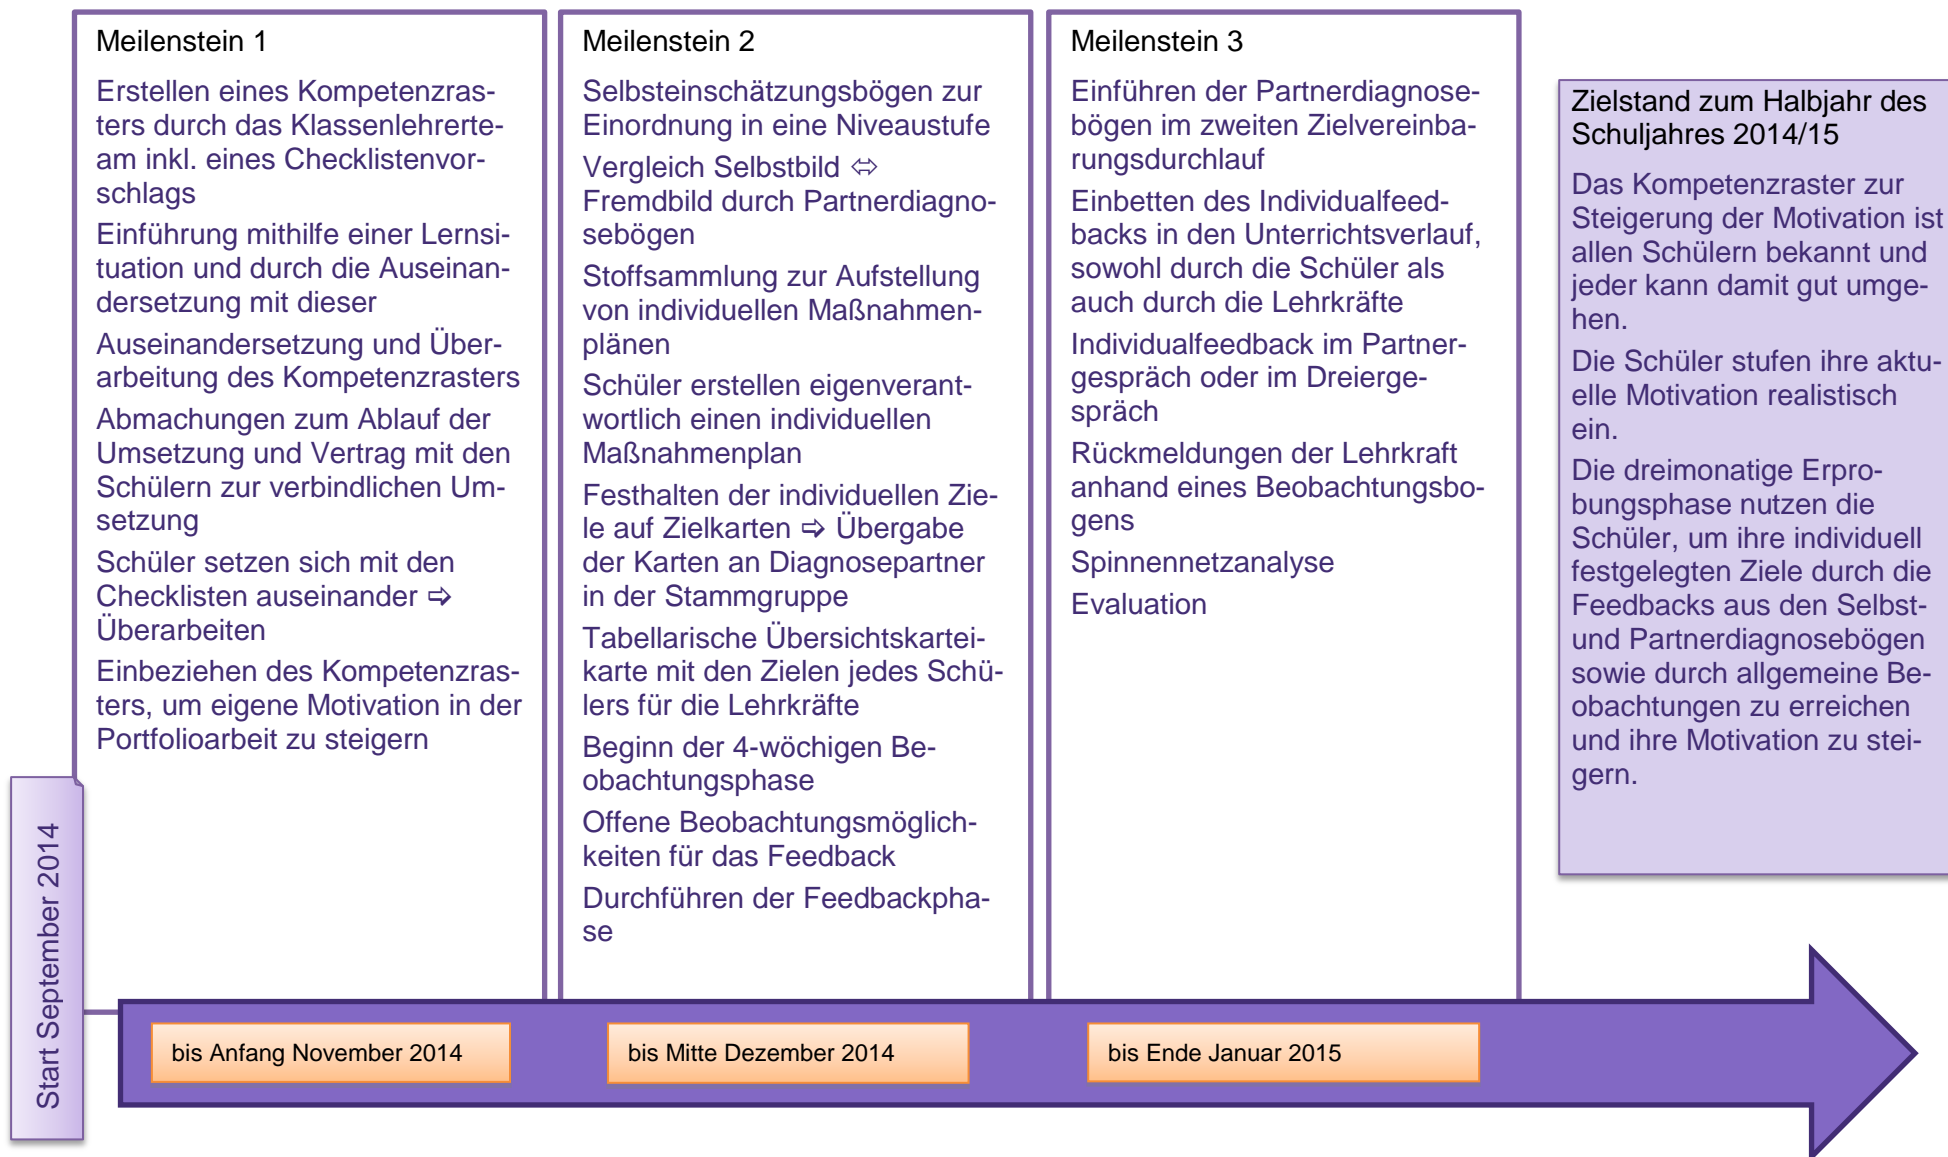 Meilenstein 1
Erstellen eines Kompetenzras-
ters durch das Klassenlehrerte-
am inkl. eines Checklistenvor-
schlags
Einführung mithilfe einer Lernsi-
tuation und durch die Auseinan-
dersetzung mit dieser
Auseinandersetzung und Über-
arbeitung des Kompetenzrasters
Abmachungen zum Ablauf der
Umsetzung und Vertrag mit den
Schülern zur verbindlichen Um-
setzung
Schüler setzen sich mit den
Checklisten auseinander ⇨
Überarbeiten
Einbeziehen des Kompetenzras-
ters, um eigene Motivation in der
Portfolioarbeit zu steigern
Meilenstein 2
Selbsteinschätzungsbögen zur
Einordnung in eine Niveaustufe
Vergleich Selbstbild ⬄
Fremdbild durch Partnerdiagno-
sebögen
Stoffsammlung zur Aufstellung
von individuellen Maßnahmen-
plänen
Schüler erstellen eigenverant-
wortlich einen individuellen
Maßnahmenplan
Festhalten der individuellen Zie-
le auf Zielkarten ⇨ Übergabe
der Karten an Diagnosepartner
in der Stammgruppe
Tabellarische Übersichtskartei-
karte mit den Zielen jedes Schü-
lers für die Lehrkräfte
Beginn der 4-wöchigen Be-
obachtungsphase
Offene Beobachtungsmöglich-
keiten für das Feedback
Durchführen der Feedbackpha-
se
Meilenstein 3
Einführen der Partnerdiagnose-
bögen im zweiten Zielvereinba-
rungsdurchlauf
Einbetten des Individualfeed-
backs in den Unterrichtsverlauf,
sowohl durch die Schüler als
auch durch die Lehrkräfte
Individualfeedback im Partner-
gespräch oder im Dreierge-
spräch
Rückmeldungen der Lehrkraft
anhand eines Beobachtungsbo-
gens
Spinnennetzanalyse
Evaluation
Zielstand zum Halbjahr des
Schuljahres 2014/15
Das Kompetenzraster zur
Steigerung der Motivation ist
allen Schülern bekannt und
jeder kann damit gut umge-
hen.
Die Schüler stufen ihre aktu-
elle Motivation realistisch
ein.
Die dreimonatige Erpro-
bungsphase nutzen die
Schüler, um ihre individuell
festgelegten Ziele durch die
Feedbacks aus den Selbst-
und Partnerdiagnosebögen
sowie durch allgemeine Be-
obachtungen zu erreichen
und ihre Motivation zu stei-
gern.
Start September 2014
bis Anfang November 2014
bis Mitte Dezember 2014
bis Ende Januar 2015